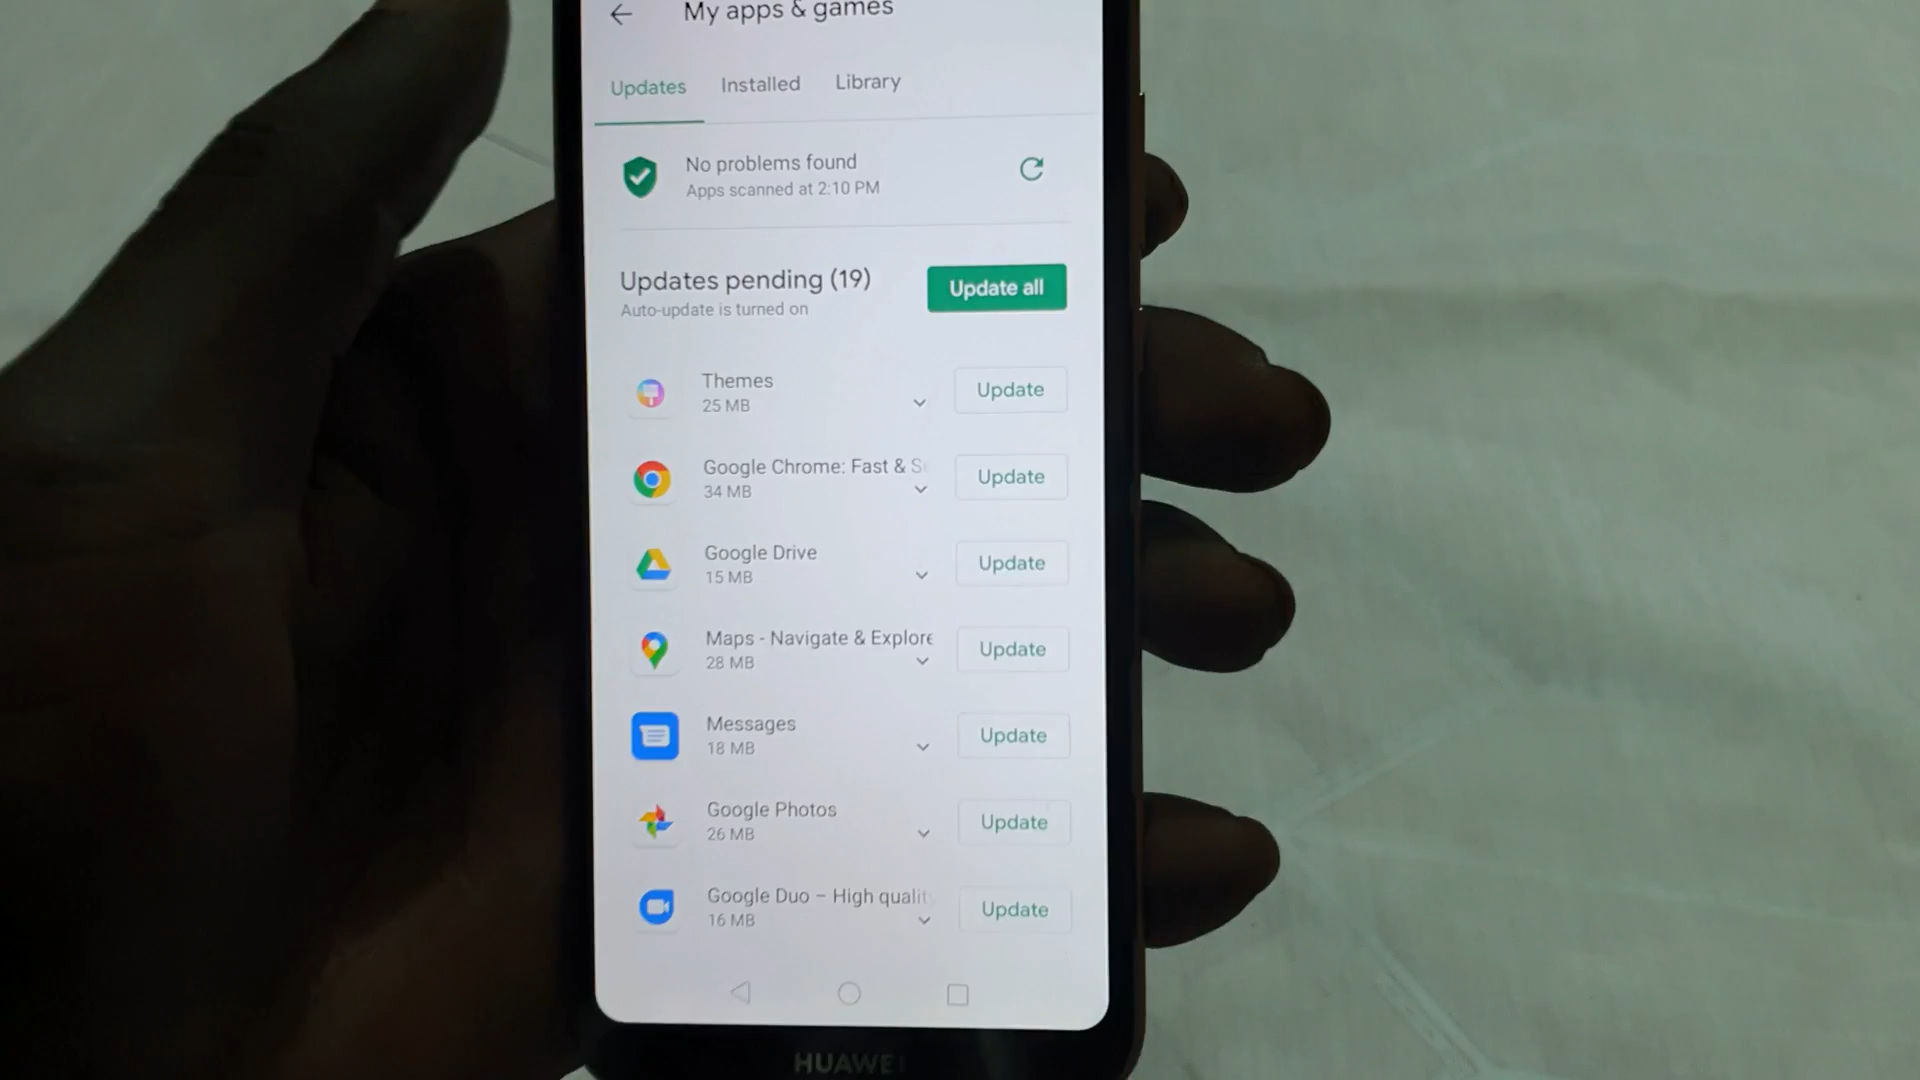 My apps & games
Updates Installed Library
No problems found
Apps scanned at 2:10 PM
Updates pending (19)
Auto-update is turned on
Update all
Themes
25 MB
Update
Google Chrome: Fast & S
34 MB
Update
Google Drive
15 MB
Update
Maps - Navigate & Explore
28 MB
Update
Messages
18 MB
Update
Google Photos
26 MB
Update
Google Duo – High quality
16 MB
Update
HUAWEI